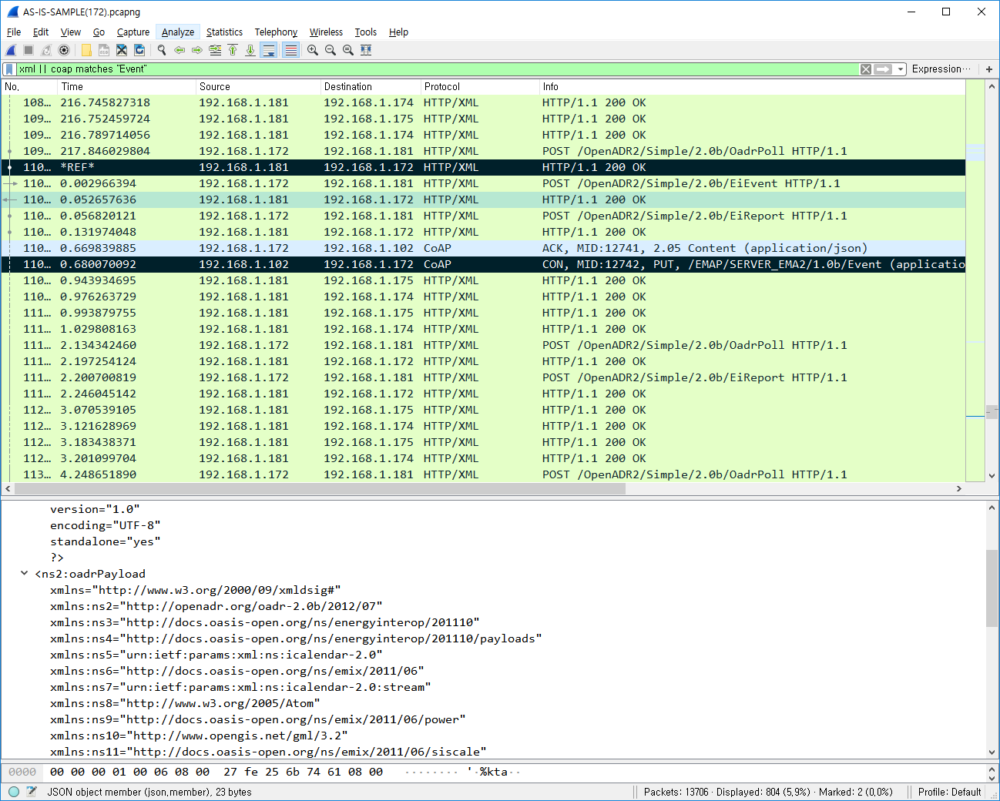 AS-IS-SAMPLE(172).pcapng
File Edit View Go Capture Analyze Statistics Telephony Wireless Tools Help
xml || coap matches "Event" Expression… +
No. Time Source Destination Protocol Info
108… 216.745827318 192.168.1.181 192.168.1.174 HTTP/XML HTTP/1.1 200 OK
109… 216.752459724 192.168.1.181 192.168.1.175 HTTP/XML HTTP/1.1 200 OK
109… 216.789714056 192.168.1.181 192.168.1.174 HTTP/XML HTTP/1.1 200 OK
109… 217.846029804 192.168.1.172 192.168.1.181 HTTP/XML POST /OpenADR2/Simple/2.0b/OadrPoll HTTP/1.1
110… *REF* 192.168.1.181 192.168.1.172 HTTP/XML HTTP/1.1 200 OK
110… 0.002966394 192.168.1.172 192.168.1.181 HTTP/XML POST /OpenADR2/Simple/2.0b/EiEvent HTTP/1.1
110… 0.052657636 192.168.1.181 192.168.1.172 HTTP/XML HTTP/1.1 200 OK
110… 0.056820121 192.168.1.172 192.168.1.181 HTTP/XML POST /OpenADR2/Simple/2.0b/EiReport HTTP/1.1
110… 0.131974048 192.168.1.181 192.168.1.172 HTTP/XML HTTP/1.1 200 OK
110… 0.669839885 192.168.1.172 192.168.1.102 CoAP ACK, MID:12741, 2.05 Content (application/json)
110… 0.680070092 192.168.1.102 192.168.1.172 CoAP CON, MID:12742, PUT, /EMAP/SERVER_EMA2/1.0b/Event (applicatio
110… 0.943934695 192.168.1.181 192.168.1.175 HTTP/XML HTTP/1.1 200 OK
110… 0.976263729 192.168.1.181 192.168.1.174 HTTP/XML HTTP/1.1 200 OK
111… 0.993879755 192.168.1.181 192.168.1.175 HTTP/XML HTTP/1.1 200 OK
111… 1.029808163 192.168.1.181 192.168.1.174 HTTP/XML HTTP/1.1 200 OK
111… 2.134342460 192.168.1.172 192.168.1.181 HTTP/XML POST /OpenADR2/Simple/2.0b/OadrPoll HTTP/1.1
111… 2.197254124 192.168.1.181 192.168.1.172 HTTP/XML HTTP/1.1 200 OK
111… 2.200700819 192.168.1.172 192.168.1.181 HTTP/XML POST /OpenADR2/Simple/2.0b/EiReport HTTP/1.1
111… 2.246045142 192.168.1.181 192.168.1.172 HTTP/XML HTTP/1.1 200 OK
112… 3.070539105 192.168.1.181 192.168.1.175 HTTP/XML HTTP/1.1 200 OK
112… 3.121628969 192.168.1.181 192.168.1.174 HTTP/XML HTTP/1.1 200 OK
112… 3.183438371 192.168.1.181 192.168.1.175 HTTP/XML HTTP/1.1 200 OK
112… 3.201099704 192.168.1.181 192.168.1.174 HTTP/XML HTTP/1.1 200 OK
113… 4.248651890 192.168.1.172 192.168.1.181 HTTP/XML POST /OpenADR2/Simple/2.0b/OadrPoll HTTP/1.1
version="1.0"
encoding="UTF-8"
standalone="yes"
?>
<ns2:oadrPayload
xmlns="http://www.w3.org/2000/09/xmldsig#"
xmlns:ns2="http://openadr.org/oadr-2.0b/2012/07"
xmlns:ns3="http://docs.oasis-open.org/ns/energyinterop/201110"
xmlns:ns4="http://docs.oasis-open.org/ns/energyinterop/201110/payloads"
xmlns:ns5="urn:ietf:params:xml:ns:icalendar-2.0"
xmlns:ns6="http://docs.oasis-open.org/ns/emix/2011/06"
xmlns:ns7="urn:ietf:params:xml:ns:icalendar-2.0:stream"
xmlns:ns8="http://www.w3.org/2005/Atom"
xmlns:ns9="http://docs.oasis-open.org/ns/emix/2011/06/power"
xmlns:ns10="http://www.opengis.net/gml/3.2"
xmlns:ns11="http://docs.oasis-open.org/ns/emix/2011/06/siscale"
0000 00 00 00 01 00 06 08 00 27 fe 25 6b 74 61 08 00 ········ '·%kta··
JSON object member (json.member), 23 bytes Packets: 13706 · Displayed: 804 (5.9%) · Marked: 2 (0.0%) Profile: Default